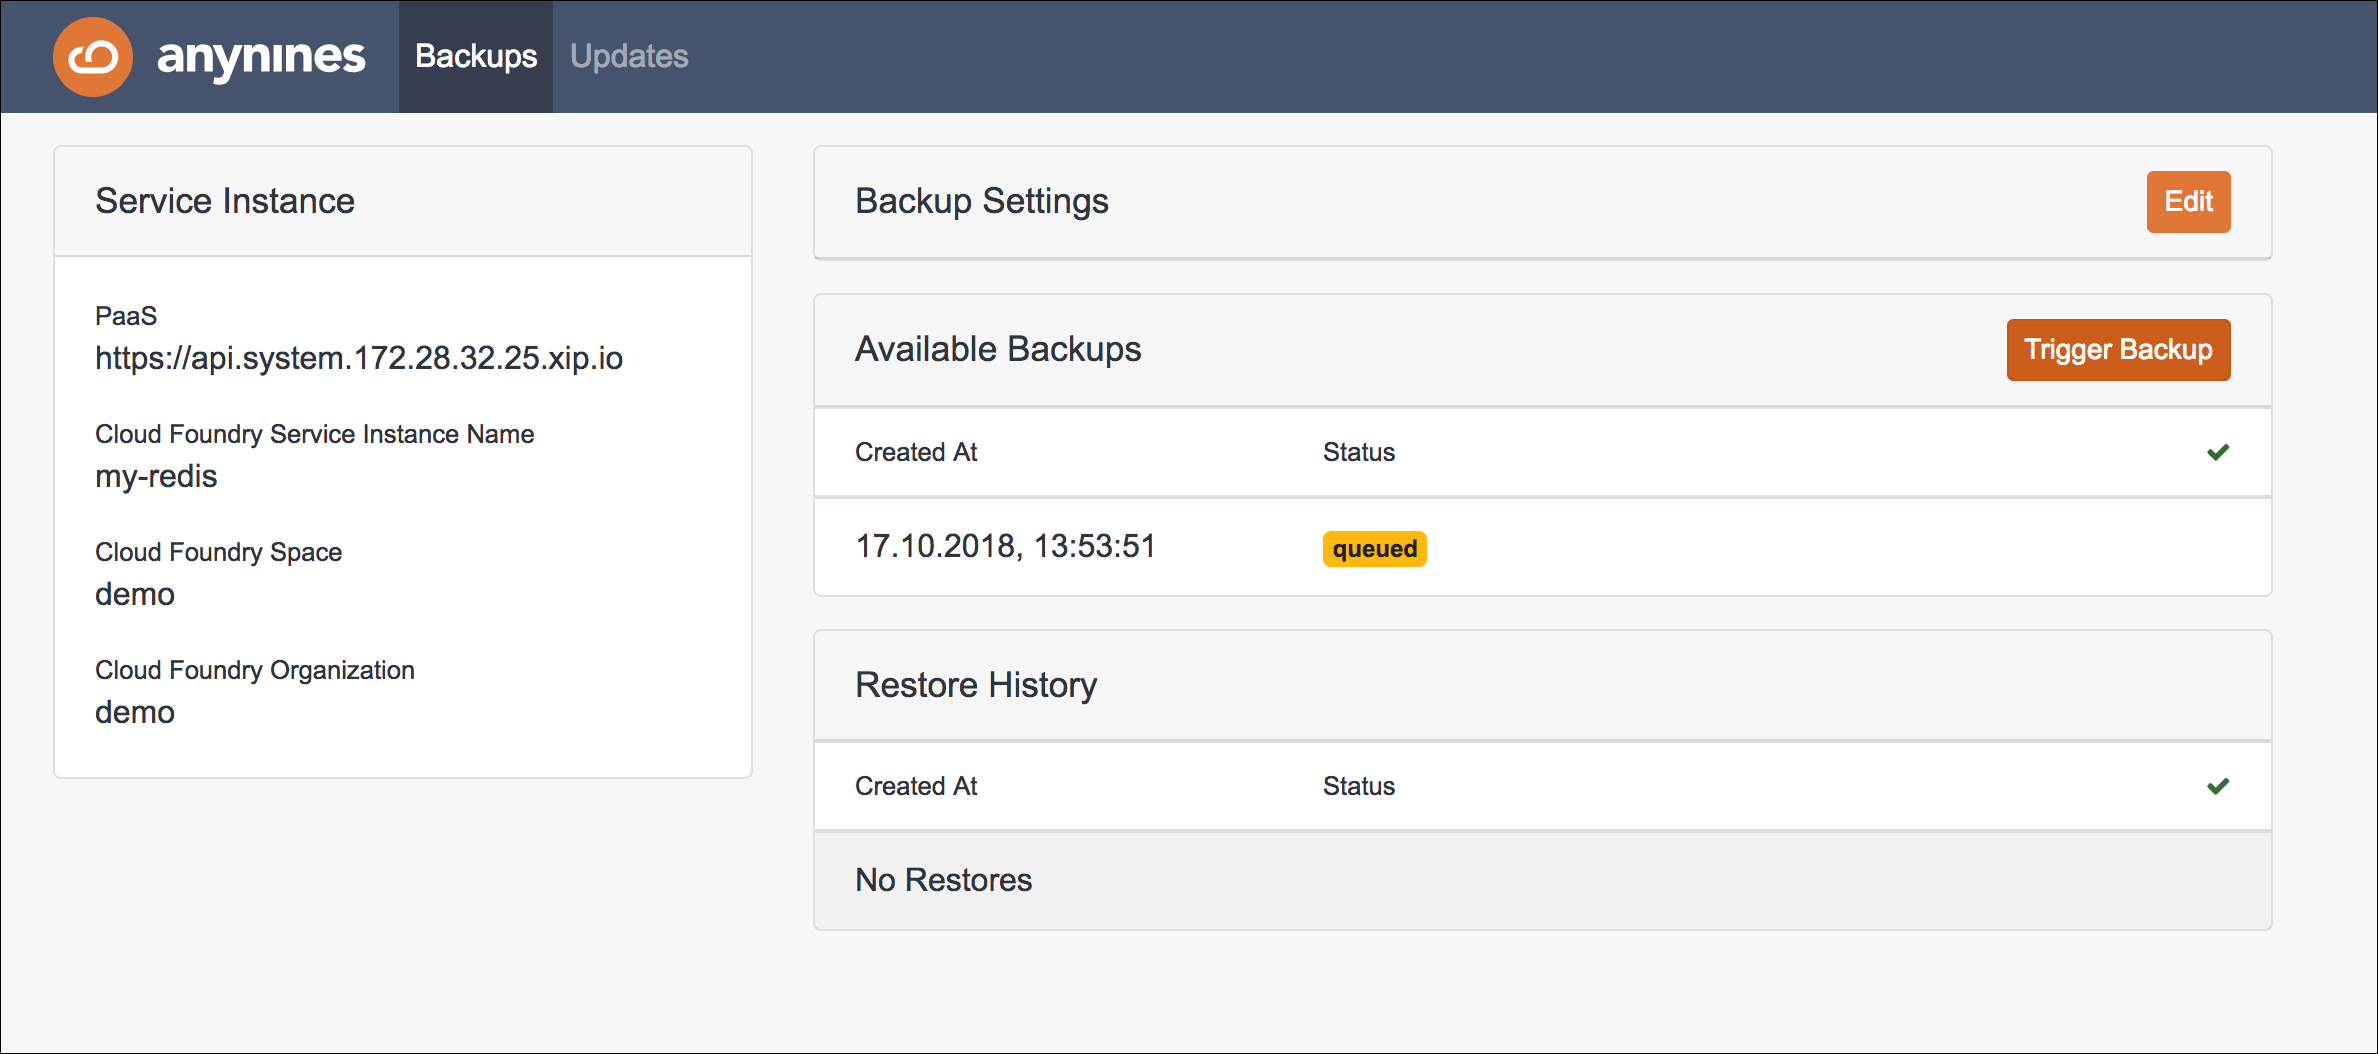 anynines
Backups
Updates
Service Instance
PaaS
https://api.system.172.28.32.25.xip.io
Cloud Foundry Service Instance Name
my-redis
Cloud Foundry Space
demo
Cloud Foundry Organization
demo
Backup Settings
Edit
Available Backups
Trigger Backup
Created At
Status
17.10.2018, 13:53:51
queued
Restore History
Created At
Status
No Restores